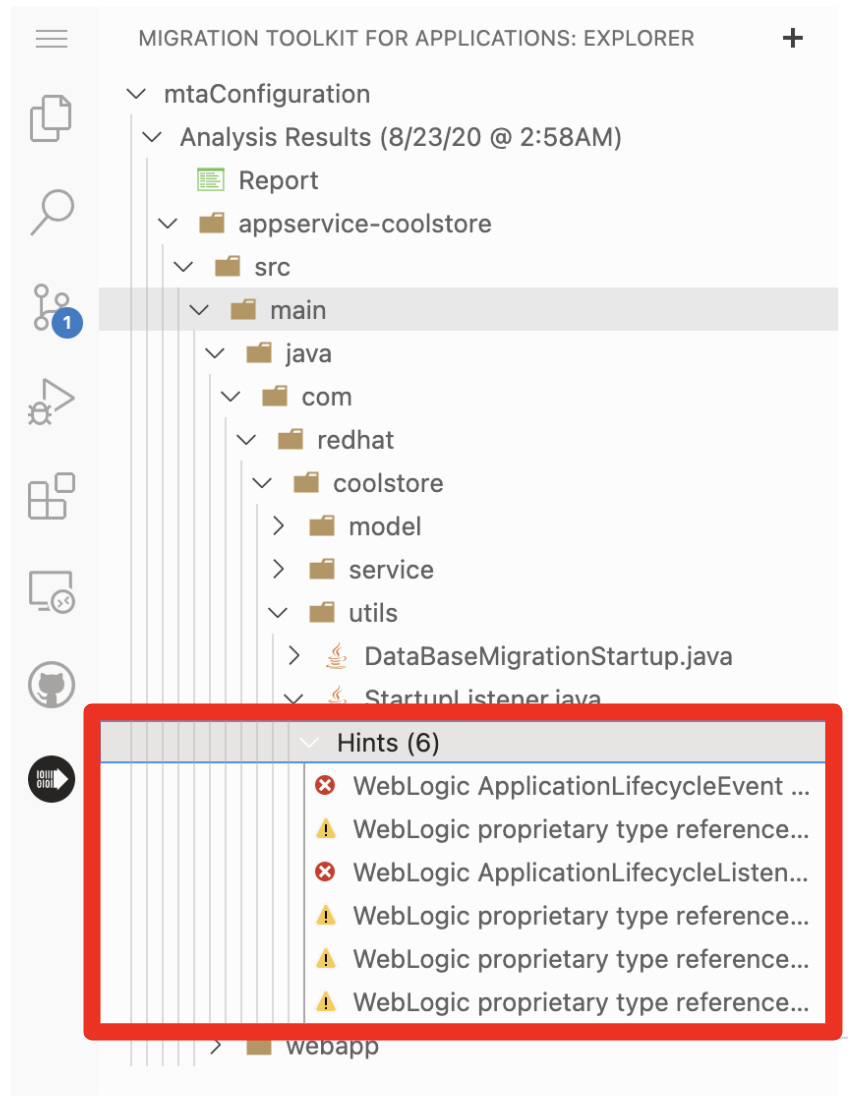 MIGRATION TOOLKIT FOR APPLICATIONS: EXPLORER
mtaConfiguration
Analysis Results (8/23/20 @ 2:58AM)
Report
appservice-coolstore
src
main
1
java
com
redhat
coolstore
model
service
utils
DataBaseMigrationStartup.java
StartupListener.java
Hints (6)
WebLogic ApplicationLifecycleEvent ...
WebLogic proprietary type reference...
WebLogic ApplicationLifecycleListen...
WebLogic proprietary type reference...
WebLogic proprietary type reference...
WebLogic proprietary type reference...
webapp